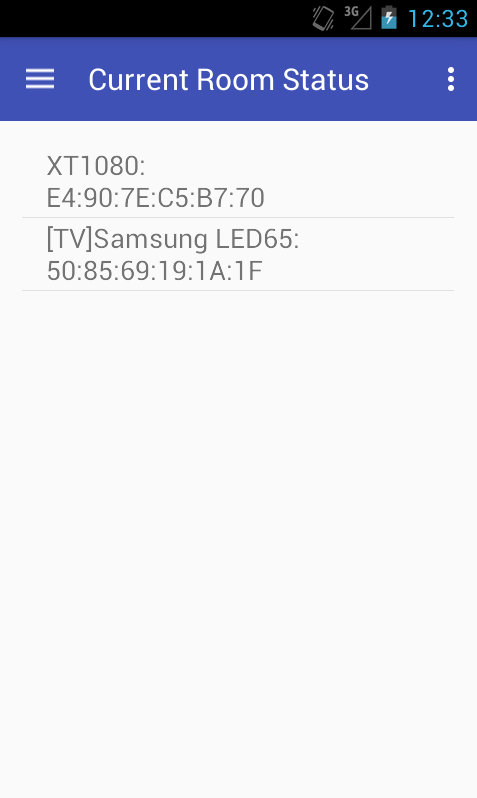 3G 12:33
Current Room Status
XT1080:
E4:90:7E:C5:B7:70
[TV]Samsung LED65:
50:85:69:19:1A:1F